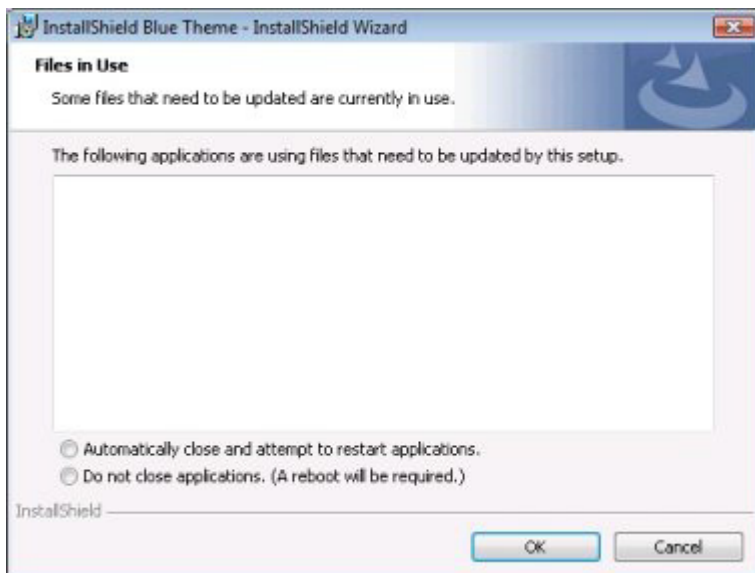 InstallShield Blue Theme - InstallShield Wizard
Files in Use
Some files that need to be updated are currently in use.
The following applications are using files that need to be updated by this setup.
Automatically close and attempt to restart applications.
Do not close applications. (A reboot will be required.)
InstallShield
OK Cancel